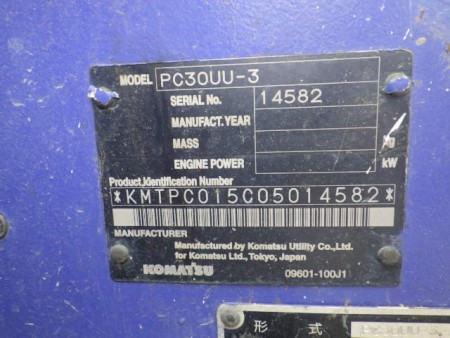 MODEL PC30UU-3
SERIAL No. 14582
MANUFACT.YEAR
MASS kg
ENGINE POWER kW
Product Identification Number
*KMTPC015C05014582*
MANUFACTURER
Manufactured by Komatsu Utility Co.,Ltd.
for Komatsu Ltd.,Tokyo, Japan
KOMATSU 09601-100J1
形 式